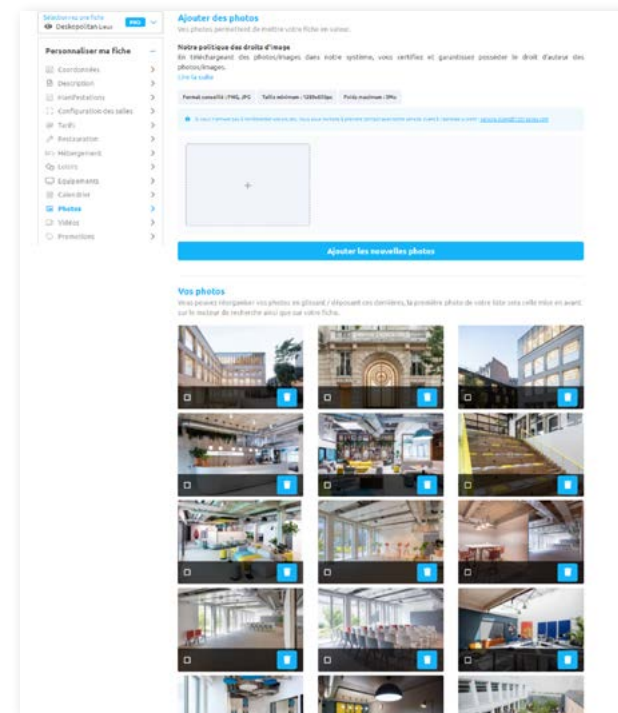 Sélectionnez une fiche
Deskopolitan Lieux PRO
Personnaliser ma fiche
Coordonées
Description
Manifestations
Configuration des salles
Tarifs
Restauration
Hébergement
Loisirs
Equipements
Calendrier
Photos
Vidéos
Promotions
Ajouter des photos
Vos photos permettent de mettre votre fiche en valeur.
Notre politique des droits d'image
En téléchargeant des photos/images dans notre système, vous certifiez et garantissez posséder le droit d'auteur des
photos/images.
Lire la suite
Format conseillé : PNG, JPG Taille minimum : Poids maximum : 5Mo
Ajouter les nouvelles photos
Vos photos
Vous pouvez réorganiser vos photos en glissant / déposant ces dernières, la première photo de votre liste sera celle mise en avant
sur le moteur de recherche ainsi que sur votre fiche.